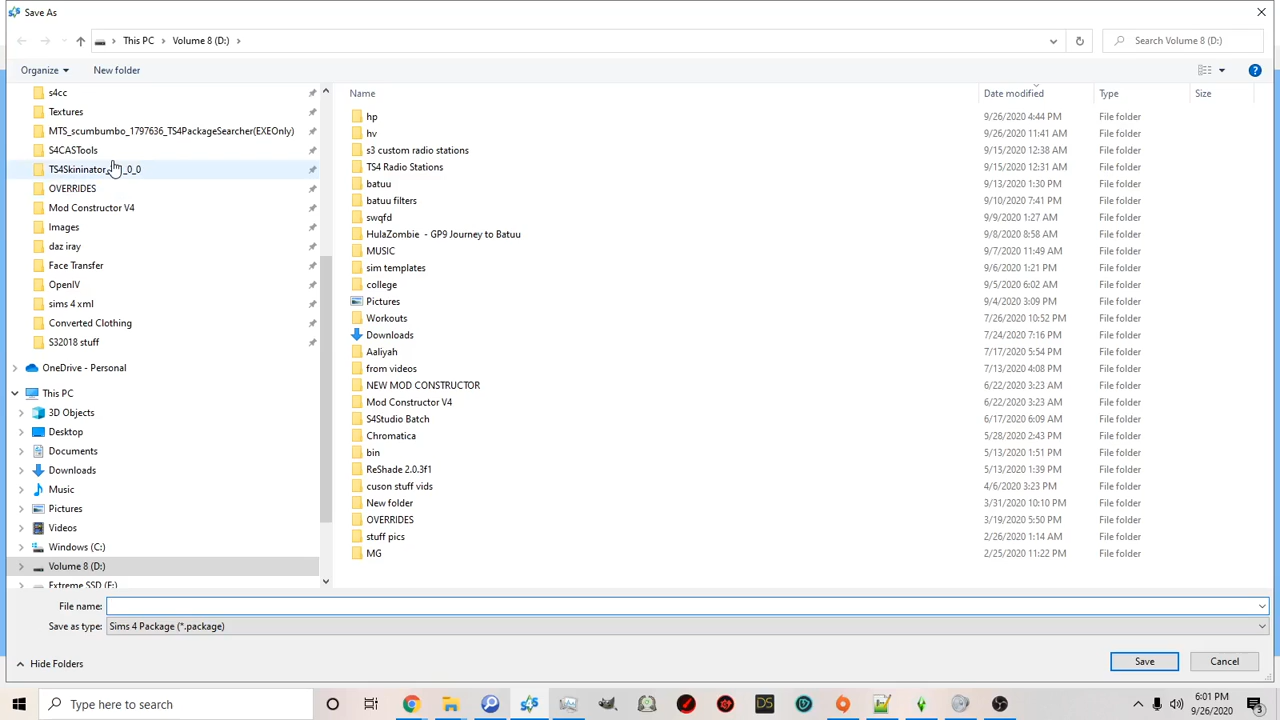 Save As
This PC
Volume 8 (D:)
Search Volume 8 (D:)
Organize
New folder
s4cc
Textures
MTS_scumbumbo_1797636_TS4PackageSearcher(EXEOnly)
S4CASTools
TS4Skininator_ _0_0
OVERRIDES
Mod Constructor V4
Images
daz iray
Face Transfer
OpenIV
sims 4 xml
Converted Clothing
S32018 stuff
OneDrive - Personal
This PC
3D Objects
Desktop
Documents
Downloads
Music
Pictures
Videos
Windows (C:)
Volume 8 (D:)
Extreme SSD (E:)
Name Date modified Type Size
hp 9/26/2020 4:44 PM File folder
hv 9/26/2020 11:41 AM File folder
s3 custom radio stations 9/15/2020 12:38 AM File folder
TS4 Radio Stations 9/15/2020 12:31 AM File folder
batuu 9/13/2020 1:30 PM File folder
batuu filters 9/10/2020 7:41 PM File folder
swqfd 9/9/2020 1:27 AM File folder
HulaZombie - GP9 Journey to Batuu 9/8/2020 8:58 AM File folder
MUSIC 9/7/2020 11:49 AM File folder
sim templates 9/6/2020 1:21 PM File folder
college 9/5/2020 6:02 AM File folder
Pictures 9/4/2020 3:09 PM File folder
Workouts 7/26/2020 10:52 PM File folder
Downloads 7/24/2020 7:16 PM File folder
Aaliyah 7/17/2020 5:54 PM File folder
from videos 7/13/2020 4:08 PM File folder
NEW MOD CONSTRUCTOR 6/22/2020 3:23 AM File folder
Mod Constructor V4 6/22/2020 3:23 AM File folder
S4Studio Batch 6/17/2020 6:09 AM File folder
Chromatica 5/28/2020 2:43 PM File folder
bin 5/13/2020 1:51 PM File folder
ReShade 2.0.3f1 5/13/2020 1:39 PM File folder
cuson stuff vids 4/6/2020 3:23 PM File folder
New folder 3/31/2020 10:10 PM File folder
OVERRIDES 3/19/2020 5:50 PM File folder
stuff pics 2/26/2020 1:14 AM File folder
MG 2/25/2020 11:22 PM File folder
File name:
Save as type: Sims 4 Package (*.package)
Hide Folders
Save
Cancel
Type here to search
DS
6:01 PM
9/26/2020
3